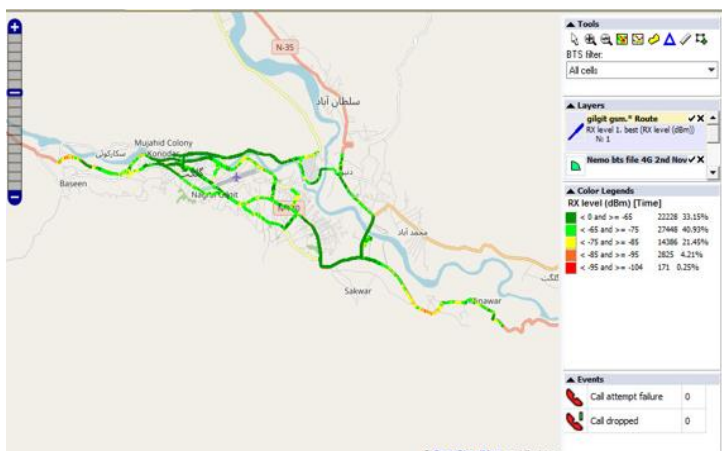 N-35
سلطان آباد
Mujahid Colony
Konodas
سکارکوئی
گلگت
Baseen
دنیور
محمد آباد
Sakwar
گلگت
Jinawar
Tools
BTS filter:
All cells
Layers
gilgit gsm.* Route
RX level 1. best (RX level (dBm))
N: 1
Nemo bts file 4G 2nd Nov
Color Legends
RX level (dBm) [Time]
< 0 and >= -65 22228 33.15%
< -65 and >= -75 27448 40.93%
< -75 and >= -85 14386 21.45%
< -85 and >= -95 2825 4.21%
< -95 and >= -104 171 0.25%
Events
Call attempt failure 0
Call dropped 0